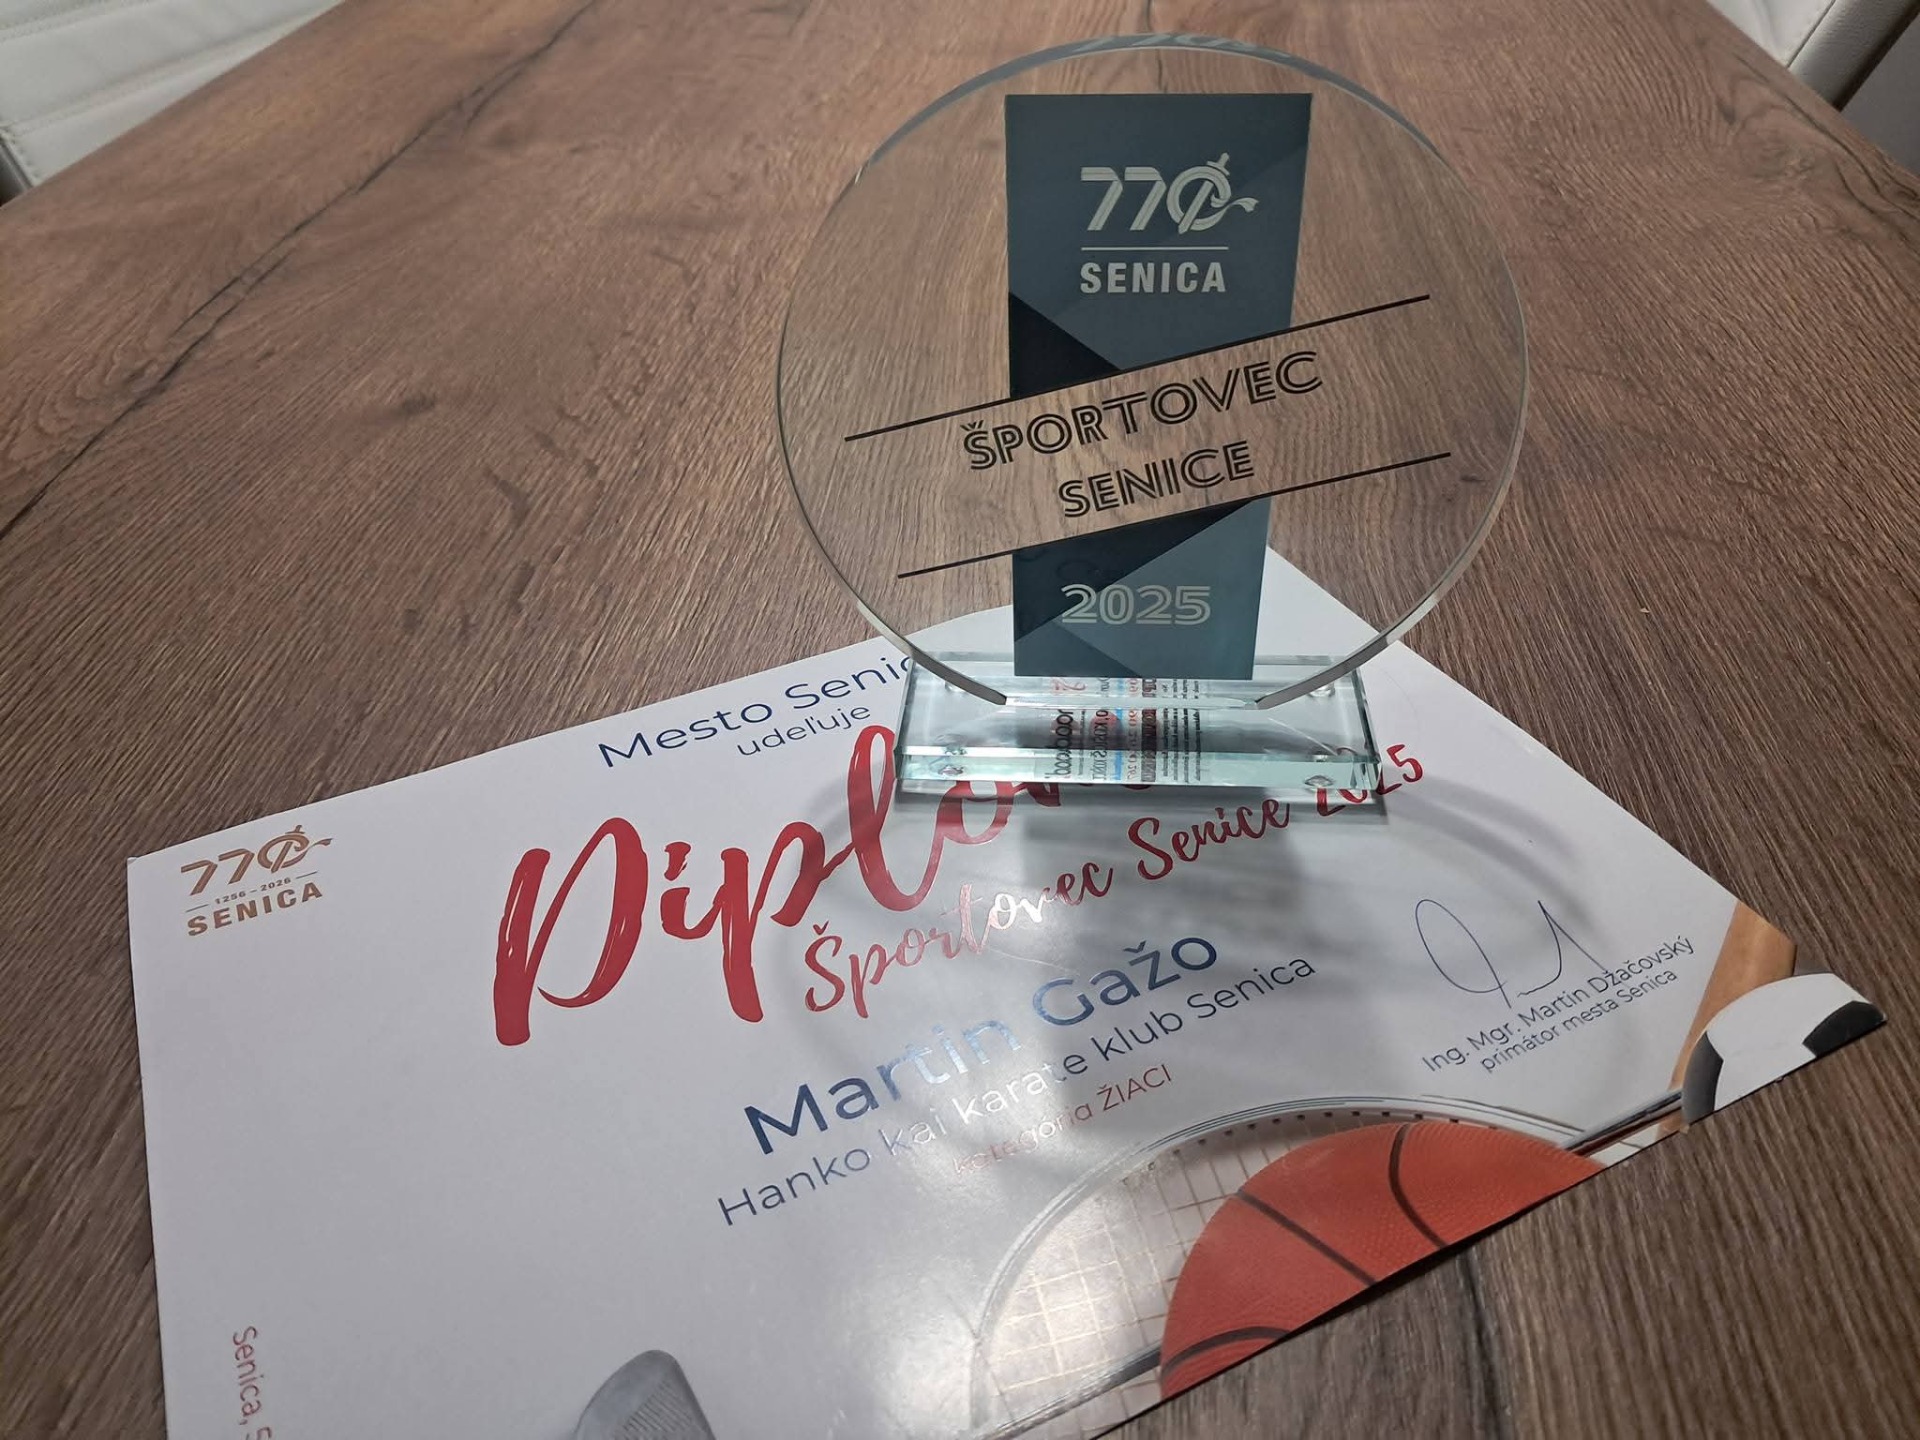 770
SENICA
ŠPORTOVEC
SENICE
2025
Mesto Senic
udeľuje
Diplo
Športovec Senice 2025
770
1256 - 2026
SENICA
Martin Gažo
Hanko kai karate klub Senica
kategória ŽIACI
Ing. Mgr. Martin Džačovský
primátor mesta Senica
Senica, 5